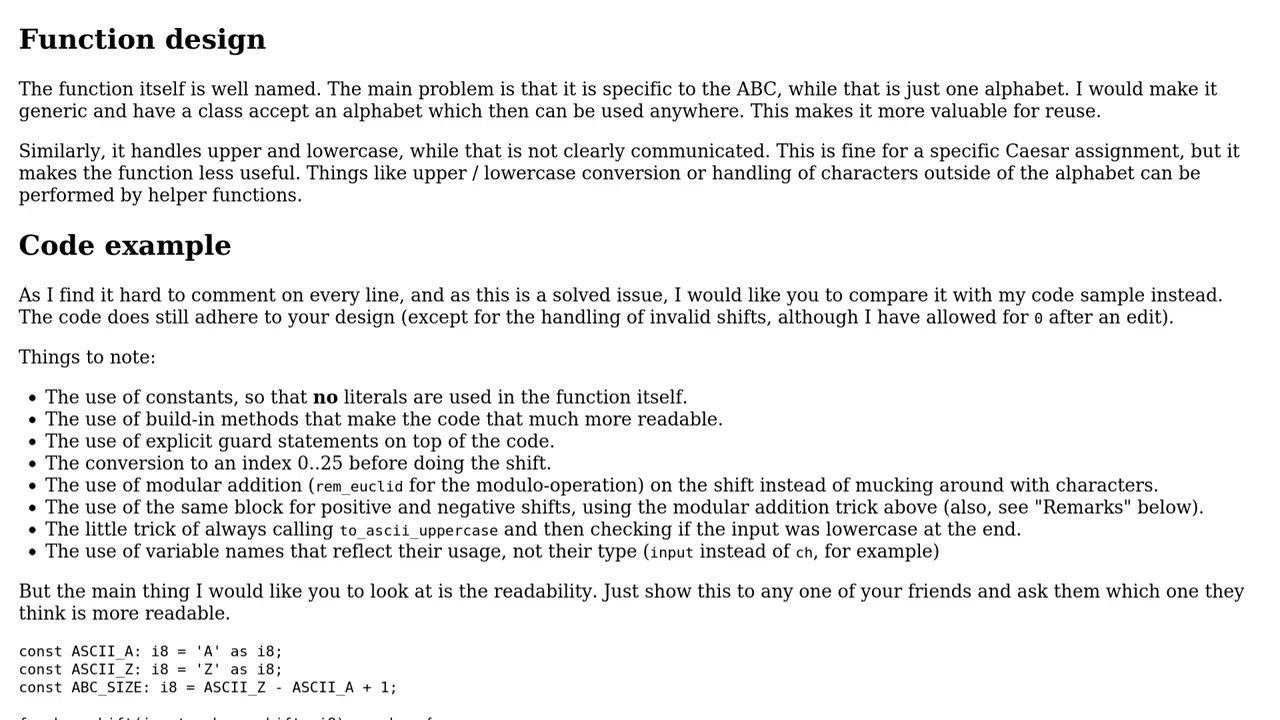 Function design
The function itself is well named. The main problem is that it is specific to the ABC, while that is just one alphabet. I would make it
generic and have a class accept an alphabet which then can be used anywhere. This makes it more valuable for reuse.
Similarly, it handles upper and lowercase, while that is not clearly communicated. This is fine for a specific Caesar assignment, but it
makes the function less useful. Things like upper / lowercase conversion or handling of characters outside of the alphabet can be
performed by helper functions.
Code example
As I find it hard to comment on every line, and as this is a solved issue, I would like you to compare it with my code sample instead.
The code does still adhere to your design (except for the handling of invalid shifts, although I have allowed for 0 after an edit).
Things to note:
• The use of constants, so that no literals are used in the function itself.
• The use of build-in methods that make the code that much more readable.
• The use of explicit guard statements on top of the code.
• The conversion to an index 0..25 before doing the shift.
• The use of modular addition (rem_euclid for the modulo-operation) on the shift instead of mucking around with characters.
• The use of the same block for positive and negative shifts, using the modular addition trick above (also, see "Remarks" below).
• The little trick of always calling to_ascii_uppercase and then checking if the input was lowercase at the end.
• The use of variable names that reflect their usage, not their type (input instead of ch, for example)
But the main thing I would like you to look at is the readability. Just show this to any one of your friends and ask them which one they
think is more readable.
const ASCII_A: i8 = 'A' as i8;
const ASCII_Z: i8 = 'Z' as i8;
const ABC_SIZE: i8 = ASCII_Z - ASCII_A + 1;